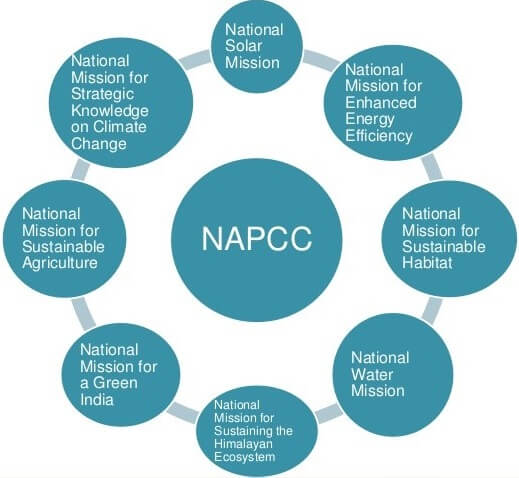 National
Solar
Mission
National
Mission for
Enhanced
Energy
Efficiency
National
Mission for
Sustainable
Habitat
National
Water
Mission
National
Mission for
Sustaining the
Himalayan
Ecosystem
National
Mission for
a Green
India
National
Mission for
Sustainable
Agriculture
National
Mission for
Strategic
Knowledge
on Climate
Change
NAPCC